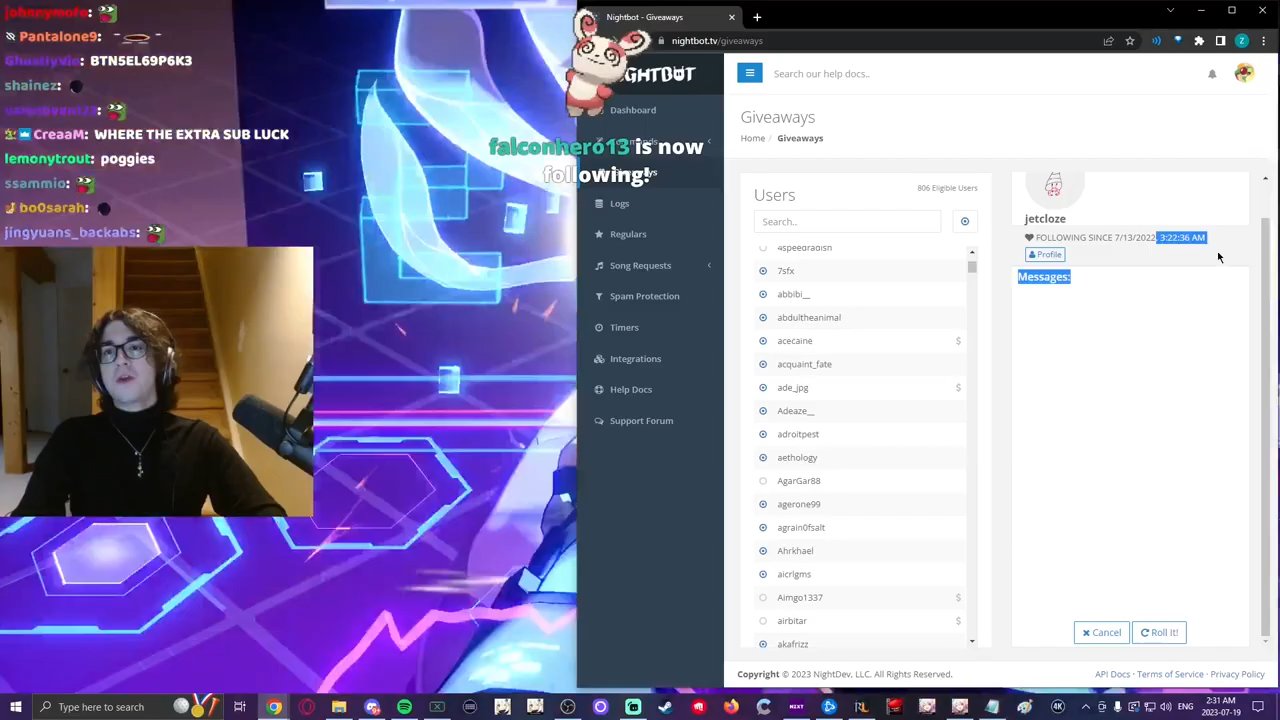 Pantalone9:
BTN5EL69P6K3
shainez:
CreaaM: WHERE THE EXTRA SUB LUCK
lemonytrout: poggies
ssammio:
bo0sarah:
jingyuans_backabs:
falconhero13 is now
following!
Nightbot - Giveaways
nightbot.tv/giveaways
Z
Dashboard
Logs
Regulars
Song Requests
Spam Protection
Timers
Integrations
Help Docs
Support Forum
Search our help docs..
Giveaways
Home / Giveaways
Users
806 Eligible Users
Search..
4speedradish
7sfx
abbibi__
abdultheanimal
acecaine $
acquaint_fate
ade_jpg $
Adeaze__
adroitpest
aethology
AgarGar88
agerone99
agrain0fsalt
Ahrkhael
aicrlgms
Aimgo1337 $
airbitar $
akafrizz
jetcloze
FOLLOWING SINCE 7/13/2022, 3:22:36 AM
Profile
Messages:
Cancel
Roll It!
Copyright © 2023 NightDev, LLC. All Rights Reserved.
API Docs · Terms of Service · Privacy Policy
Type here to search
ENG
2:31 AM
2023-07-19